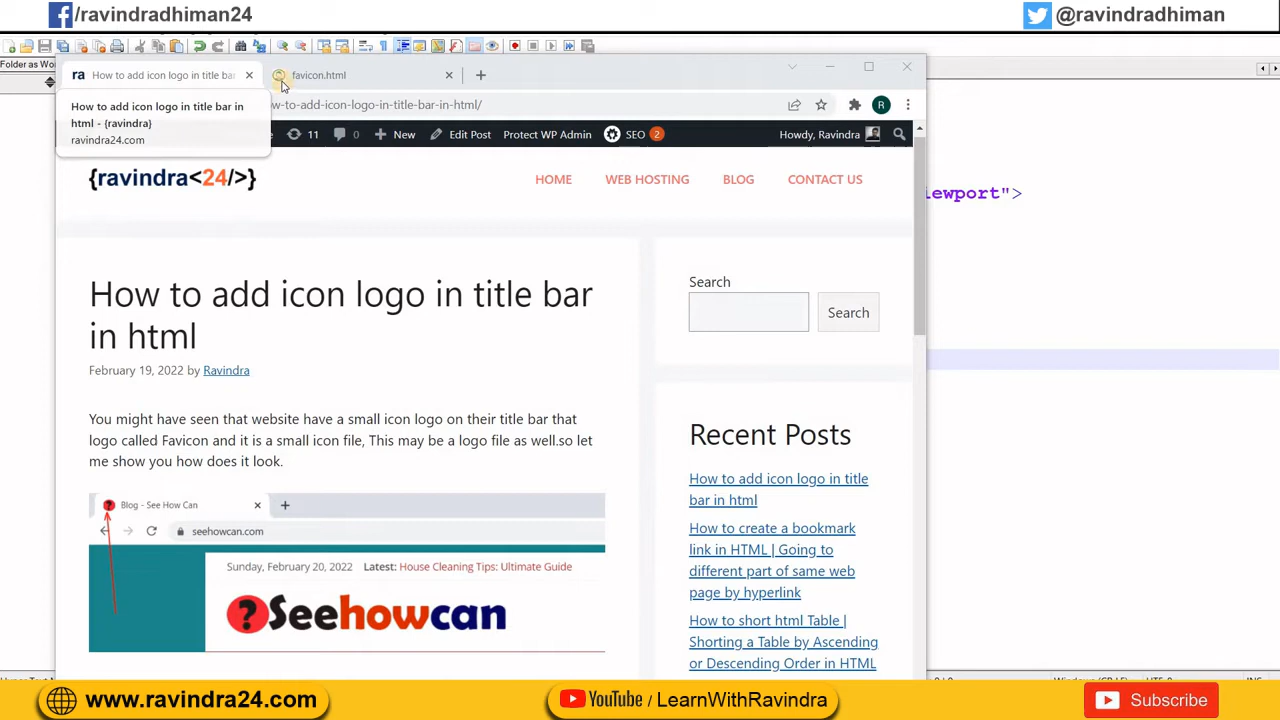 /ravindradhiman24
@ravindradhiman
Folder as Wo
ra How to add icon logo in title bar
favicon.html
How to add icon logo in title bar in
html - {ravindra}
ravindra24.com
w-to-add-icon-logo-in-title-bar-in-html/
R
11
0
New
Edit Post
Protect WP Admin
SEO 2
Howdy, Ravindra
{ravindra<24/>}
HOME
WEB HOSTING
BLOG
CONTACT US
iewport">
How to add icon logo in title bar
in html
February 19, 2022 by Ravindra
You might have seen that website have a small icon logo on their title bar that
logo called Favicon and it is a small icon file, This may be a logo file as well.so let
me show you how does it look.
? Blog - See How Can
seehowcan.com
Sunday, February 20, 2022 Latest: House Cleaning Tips: Ultimate Guide
?Seehowcan
Search
Search
Recent Posts
How to add icon logo in title
bar in html
How to create a bookmark
link in HTML | Going to
different part of same web
page by hyperlink
How to short html Table |
Shorting a Table by Ascending
or Descending Order in HTML
www.ravindra24.com
YouTube / LearnWithRavindra
Subscribe